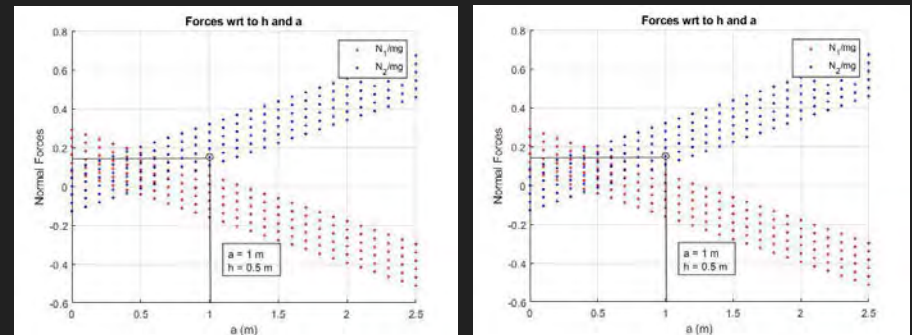 Forces wrt to h and a
0.8
0.6
0.4
0.2
0
-0.2
-0.4
-0.6
Normal Forces
N1/mg
N2/mg
a = 1 m
h = 0.5 m
0 0.5 1 1.5 2 2.5
a (m)
Forces wrt to h and a
0.8
0.6
0.4
0.2
0
-0.2
-0.4
-0.6
Normal Forces
N1/mg
N2/mg
a = 1 m
h = 0.5 m
0 0.5 1 1.5 2 2.5
a (m)